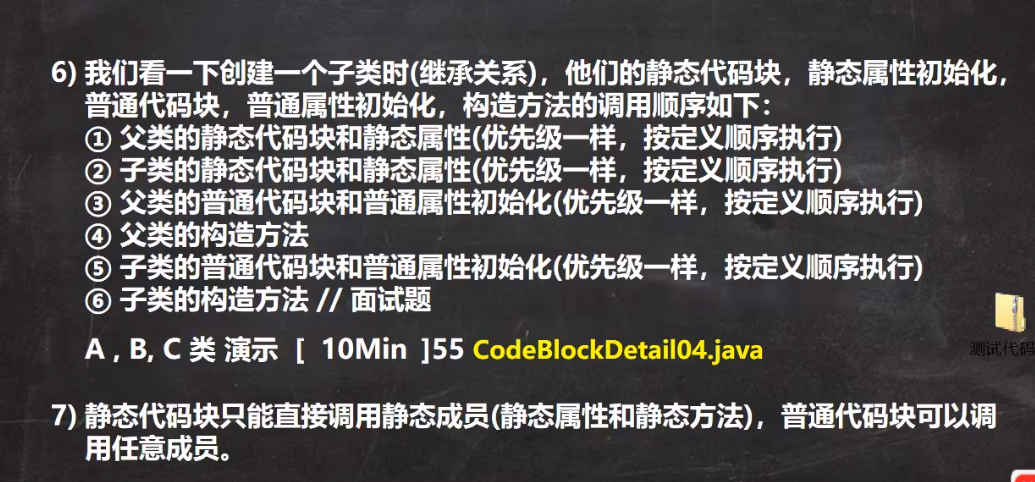 6) 我们看一下创建一个子类时(继承关系)，他们的静态代码块，静态属性初始化，
普通代码块，普通属性初始化，构造方法的调用顺序如下：
① 父类的静态代码块和静态属性(优先级一样，按定义顺序执行)
② 子类的静态代码块和静态属性(优先级一样，按定义顺序执行)
③ 父类的普通代码块和普通属性初始化(优先级一样，按定义顺序执行)
④ 父类的构造方法
⑤ 子类的普通代码块和普通属性初始化(优先级一样，按定义顺序执行)
⑥ 子类的构造方法 // 面试题
A , B, C 类 演示 [ 10Min ]55 CodeBlockDetail04.java
测试代码
7) 静态代码块只能直接调用静态成员(静态属性和静态方法)，普通代码块可以调
用任意成员。